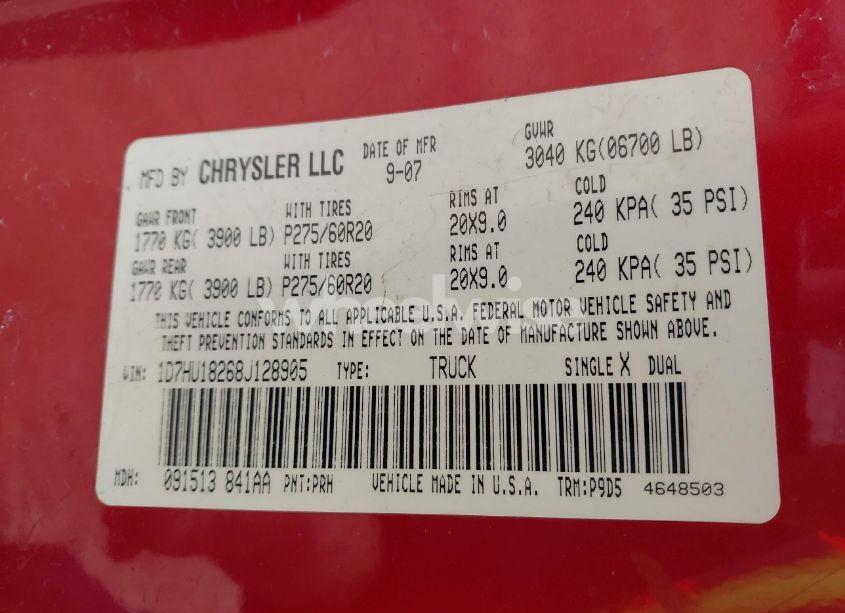 MFD BY CHRYSLER LLC DATE OF MFR 9-07 GVWR 3040 KG(06700 LB)
GAWR FRONT WITH TIRES RIMS AT COLD
1770 KG( 3900 LB) P275/60R20 20X9.0 240 KPA( 35 PSI)
GAWR REAR WITH TIRES RIMS AT COLD
1770 KG( 3900 LB) P275/60R20 20X9.0 240 KPA( 35 PSI)
THIS VEHICLE CONFORMS TO ALL APPLICABLE U.S.A. FEDERAL MOTOR VEHICLE SAFETY AND
THEFT PREVENTION STANDARDS IN EFFECT ON THE DATE OF MANUFACTURE SHOWN ABOVE.
VIN: 1D7HU18268J128905 TYPE: TRUCK SINGLE X DUAL
MDH: 091513 841AA PNT:PRH VEHICLE MADE IN U.S.A. TRM:P9D5 4648503